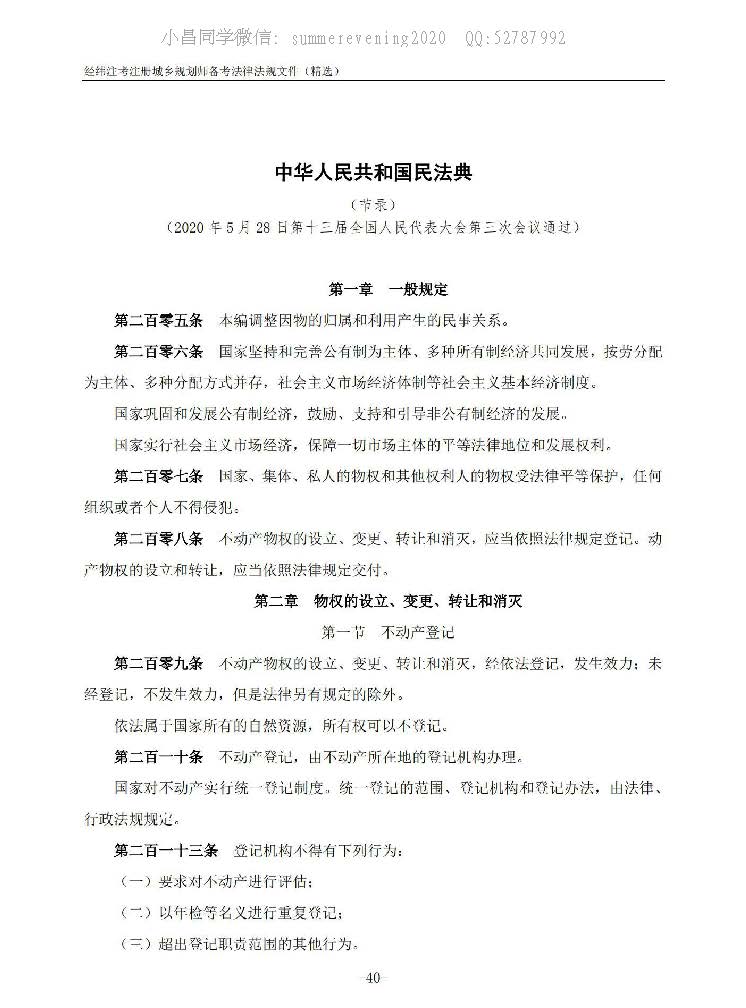 小昌同学微信: summerevening2020 QQ:52787992
经纬注考注册城乡规划师备考法律法规文件（精选）
中华人民共和国民法典
（节录）
（2020 年 5 月 28 日第十三届全国人民代表大会第三次会议通过）
第一章 一般规定
第二百零五条 本编调整因物的归属和利用产生的民事关系。
第二百零六条 国家坚持和完善公有制为主体、多种所有制经济共同发展，按劳分配
为主体、多种分配方式并存，社会主义市场经济体制等社会主义基本经济制度。
国家巩固和发展公有制经济，鼓励、支持和引导非公有制经济的发展。
国家实行社会主义市场经济，保障一切市场主体的平等法律地位和发展权利。
第二百零七条 国家、集体、私人的物权和其他权利人的物权受法律平等保护，任何
组织或者个人不得侵犯。
第二百零八条 不动产物权的设立、变更、转让和消灭，应当依照法律规定登记。动
产物权的设立和转让，应当依照法律规定交付。
第二章 物权的设立、变更、转让和消灭
第一节 不动产登记
第二百零九条 不动产物权的设立、变更、转让和消灭，经依法登记，发生效力；未
经登记，不发生效力，但是法律另有规定的除外。
依法属于国家所有的自然资源，所有权可以不登记。
第二百一十条 不动产登记，由不动产所在地的登记机构办理。
国家对不动产实行统一登记制度。统一登记的范围、登记机构和登记办法，由法律、
行政法规规定。
第二百一十三条 登记机构不得有下列行为：
（一）要求对不动产进行评估；
（二）以年检等名义进行重复登记；
（三）超出登记职责范围的其他行为。
-40-